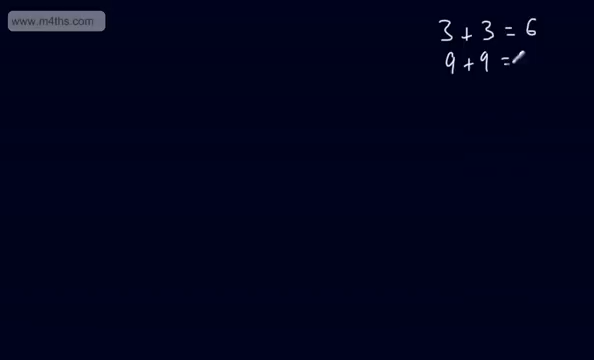 www.m4ths.com
3 + 3 = 6
9 + 9 =